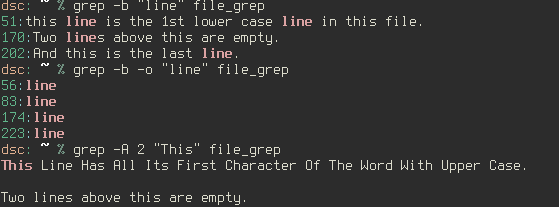 dsc: ~ % grep -b "line" file_grep
51:this line is the 1st lower case line in this file.
170:Two lines above this are empty.
202:And this is the last line.
dsc: ~ % grep -b -o "line" file_grep
56:line
83:line
174:line
223:line
dsc: ~ % grep -A 2 "This" file_grep
This Line Has All Its First Character Of The Word With Upper Case.

Two lines above this are empty.